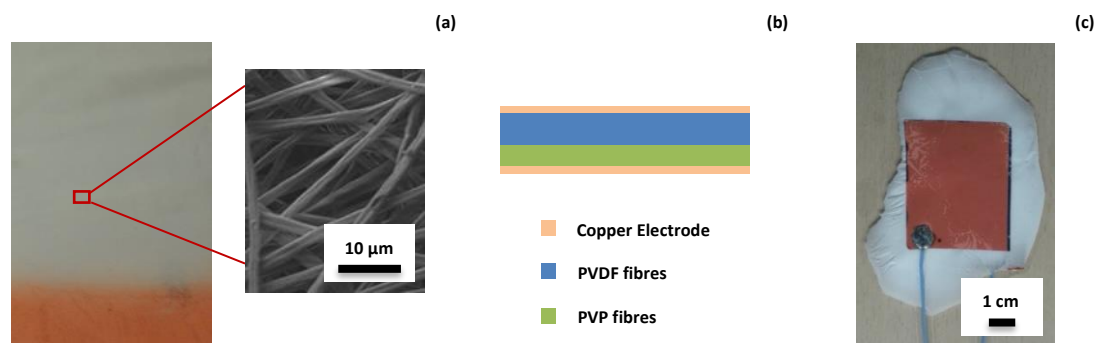 (a)
(b)
(c)
10 µm
Copper Electrode
PVDF fibres
PVP fibres
1 cm